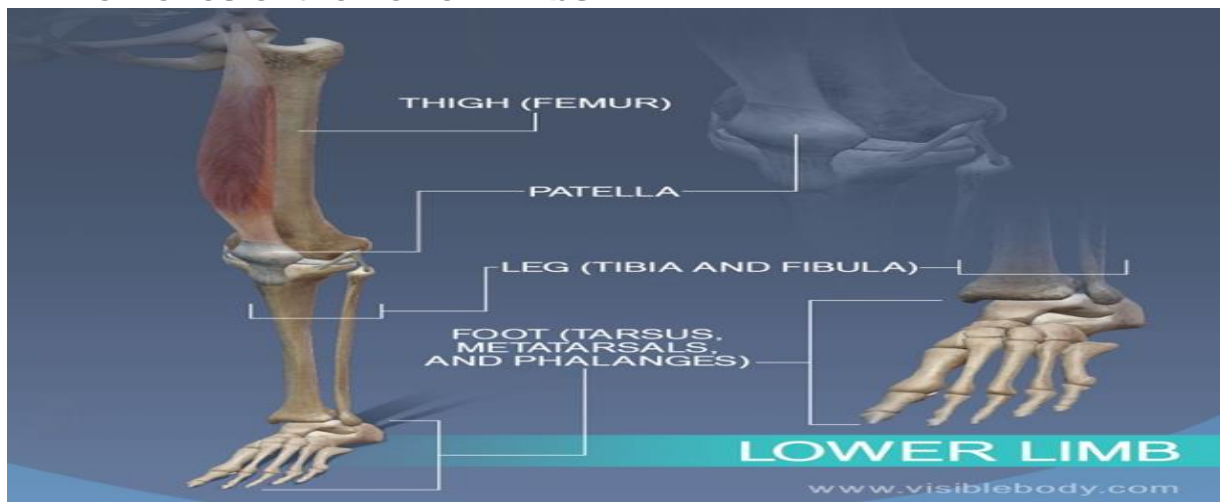 THIGH (FEMUR)
PATELLA
LEG (TIBIA AND FIBULA)
FOOT (TARSUS,
METATARSALS,
AND PHALANGES)
LOWER LIMB
www.visiblebody.com